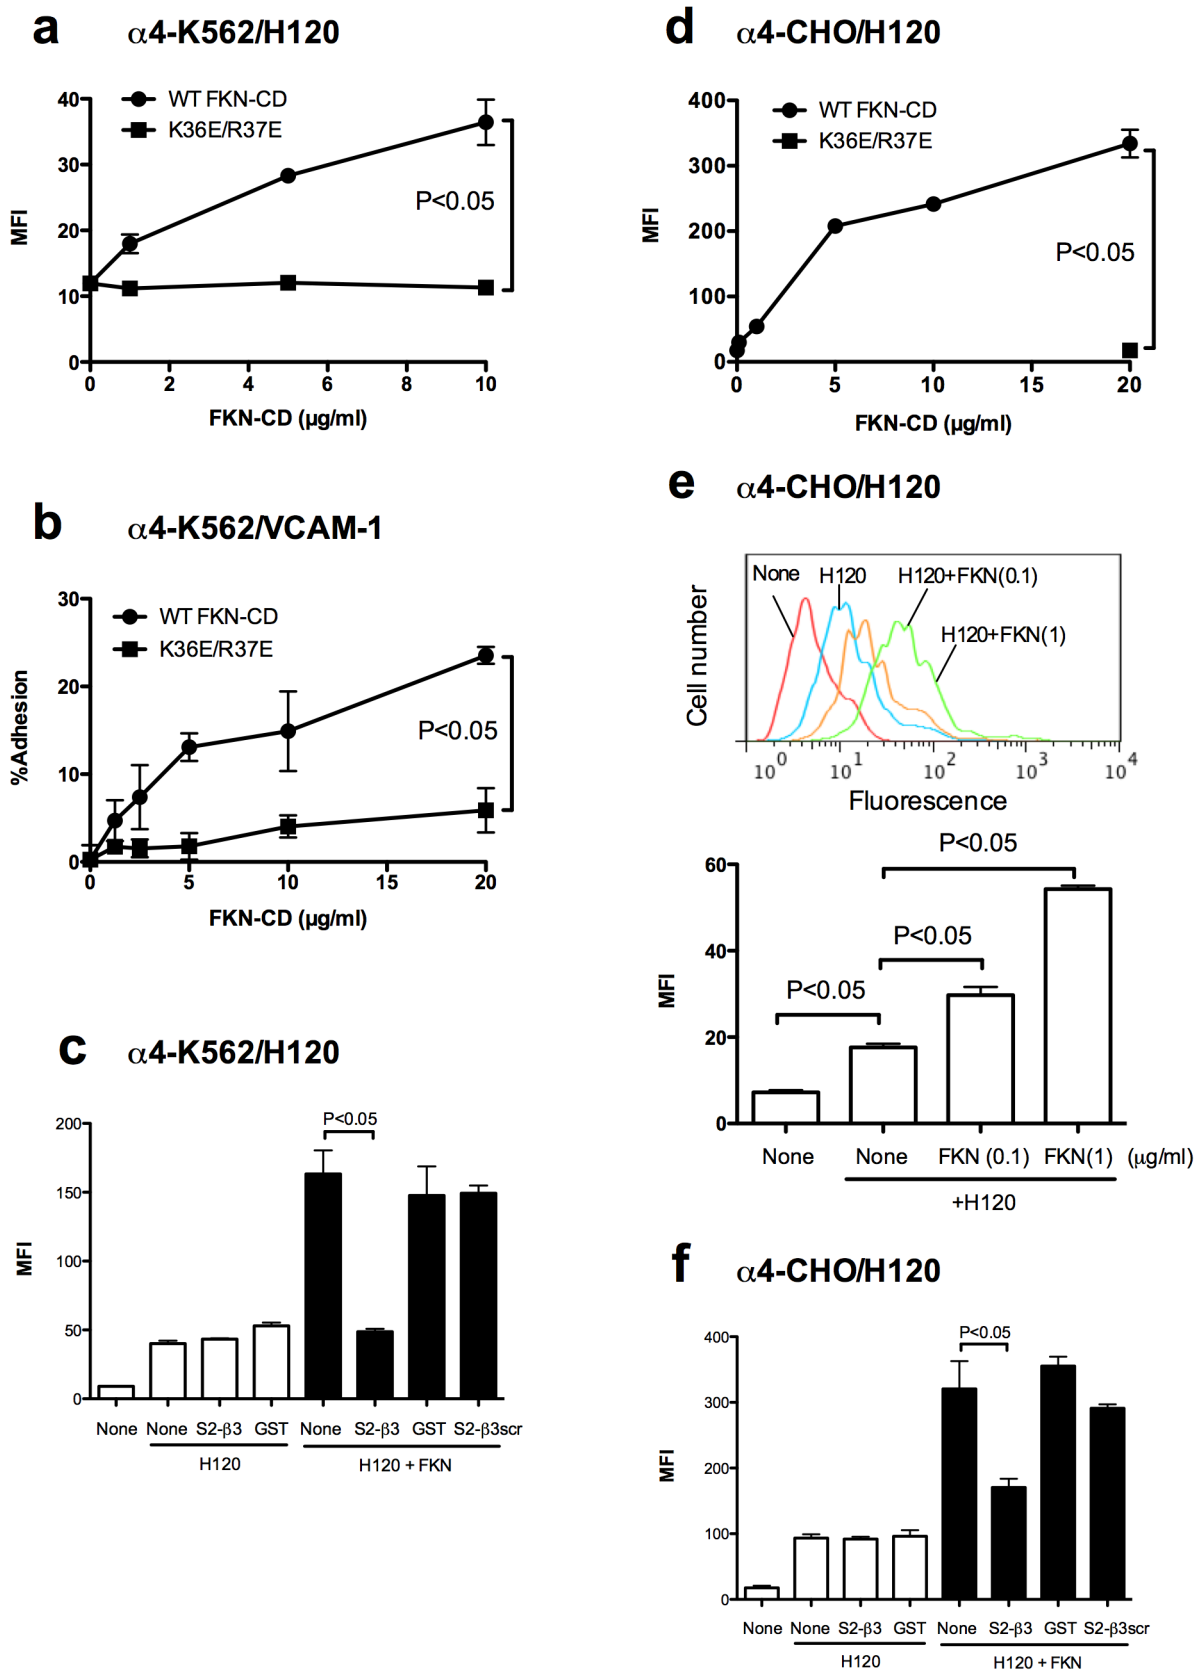 a α4-K562/H120
40
30
20
10
0
MFI
WT FKN-CD
K36E/R37E
P<0.05
0 2 4 6 8 10
FKN-CD (µg/ml)
b α4-K562/VCAM-1
30
20
10
0
%Adhesion
WT FKN-CD
K36E/R37E
P<0.05
0 5 10 15 20
FKN-CD (µg/ml)
c α4-K562/H120
200
150
100
50
0
MFI
P<0.05
None None S2-β3 GST None S2-β3 GST S2-β3scr
H120 H120 + FKN
d α4-CHO/H120
400
300
200
100
0
MFI
WT FKN-CD
K36E/R37E
P<0.05
0 5 10 15 20
FKN-CD (µg/ml)
e α4-CHO/H120
Cell number
None H120 H120+FKN(0.1)
H120+FKN(1)
10^0 10^1 10^2 10^3 10^4
Fluorescence
60
40
20
0
MFI
P<0.05
P<0.05
P<0.05
None None FKN (0.1) FKN(1) (µg/ml)
+H120
f α4-CHO/H120
400
300
200
100
0
MFI
P<0.05
None None S2-β3 GST None S2-β3 GST S2-β3scr
H120 H120 + FKN